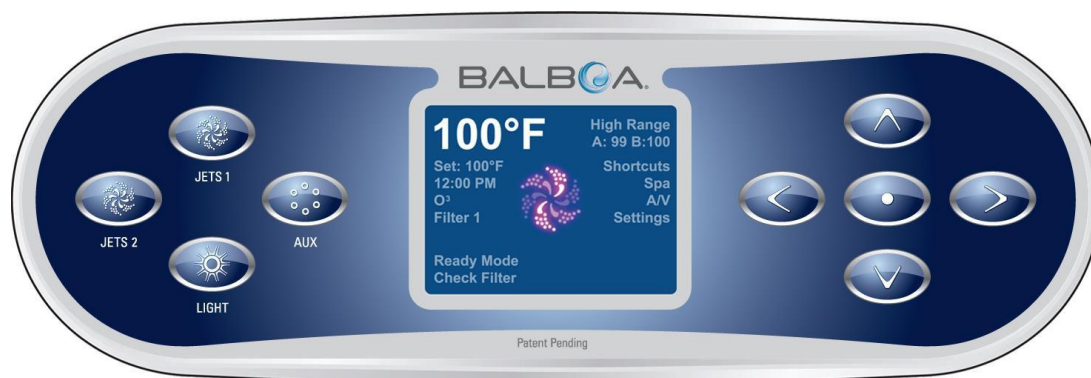 BALBOA
100°F
High Range
A: 99 B:100
Set: 100°F
12:00 PM
O³
Filter 1
Shortcuts
Spa
A/V
Settings
Ready Mode
Check Filter
JETS 1
JETS 2
AUX
LIGHT
Patent Pending